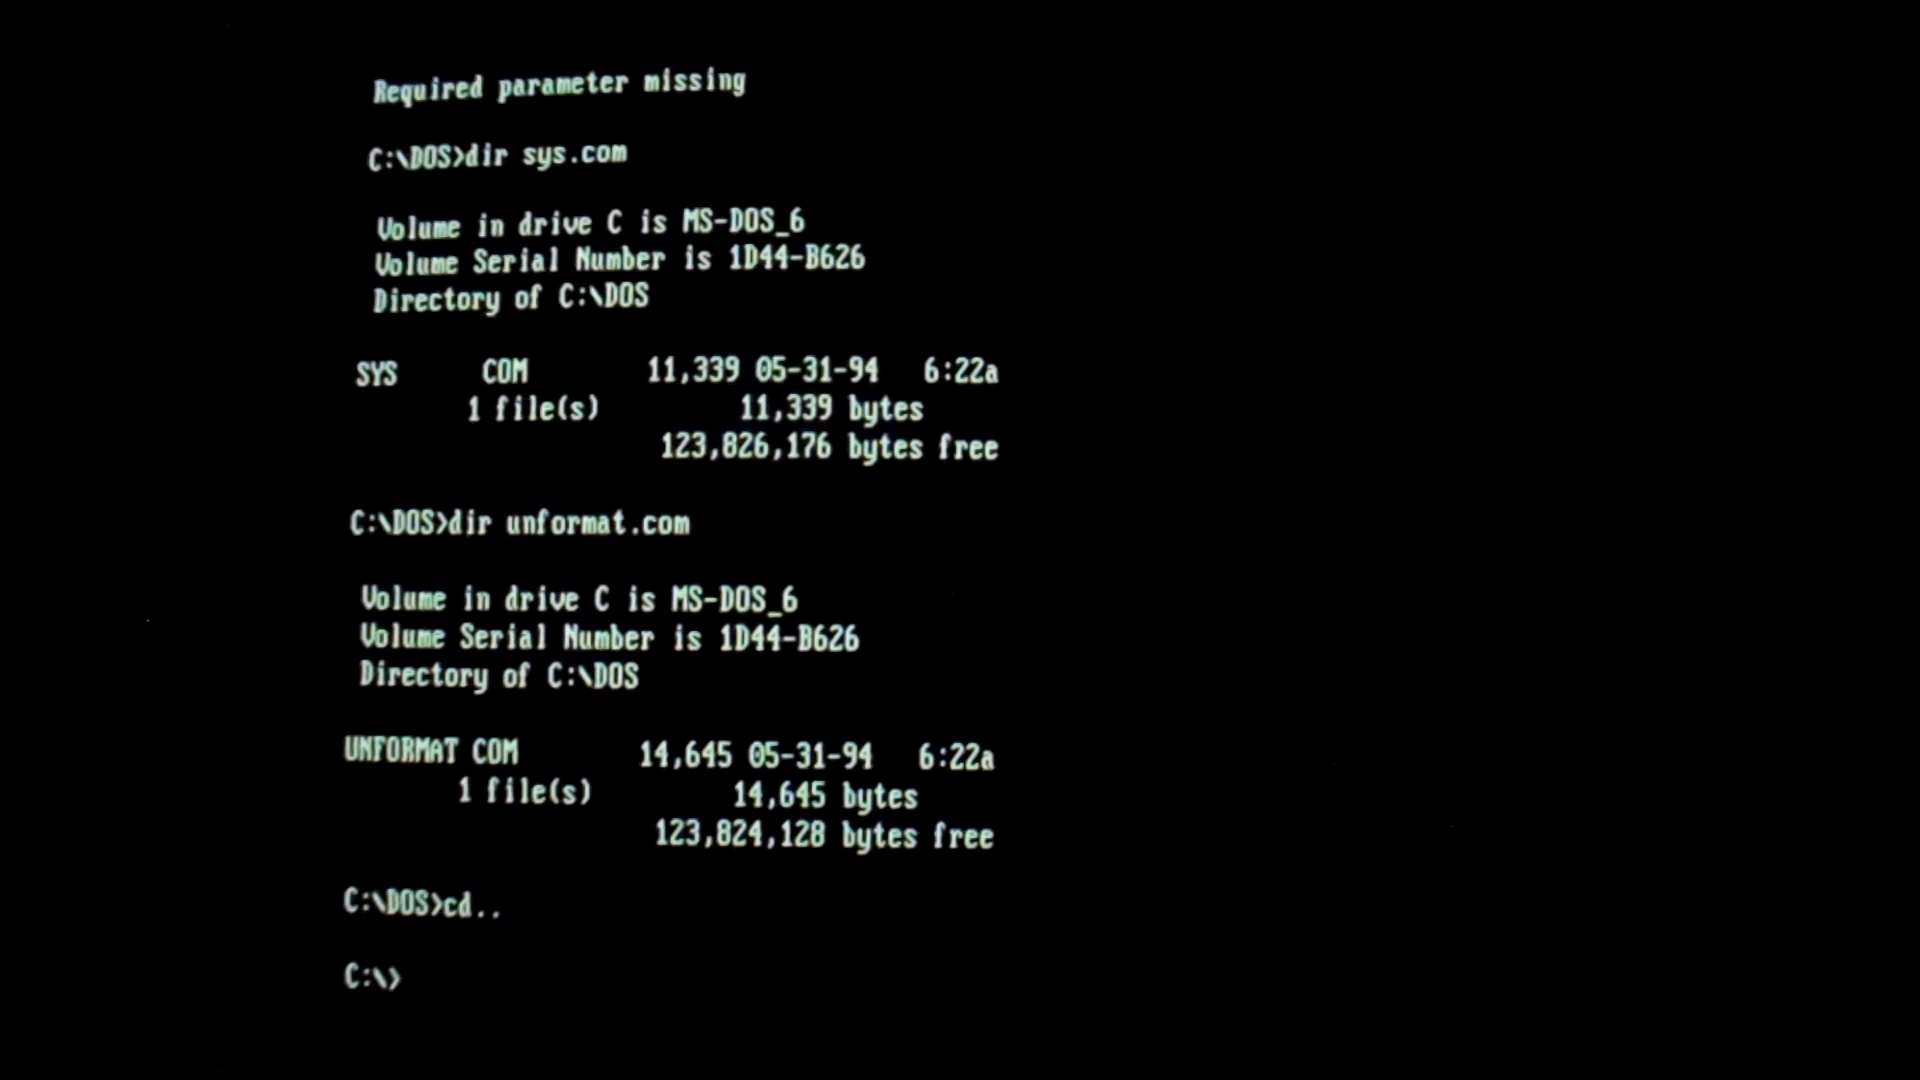 Required parameter missing
C:\DOS>dir sys.com
Volume in drive C is MS-DOS_6
Volume Serial Number is 1D44-B626
Directory of C:\DOS
SYS COM 11,339 05-31-94 6:22a
1 file(s) 11,339 bytes
123,826,176 bytes free
C:\DOS>dir unformat.com
Volume in drive C is MS-DOS_6
Volume Serial Number is 1D44-B626
Directory of C:\DOS
UNFORMAT COM 14,645 05-31-94 6:22a
1 file(s) 14,645 bytes
123,824,128 bytes free
C:\DOS>cd..
C:\>